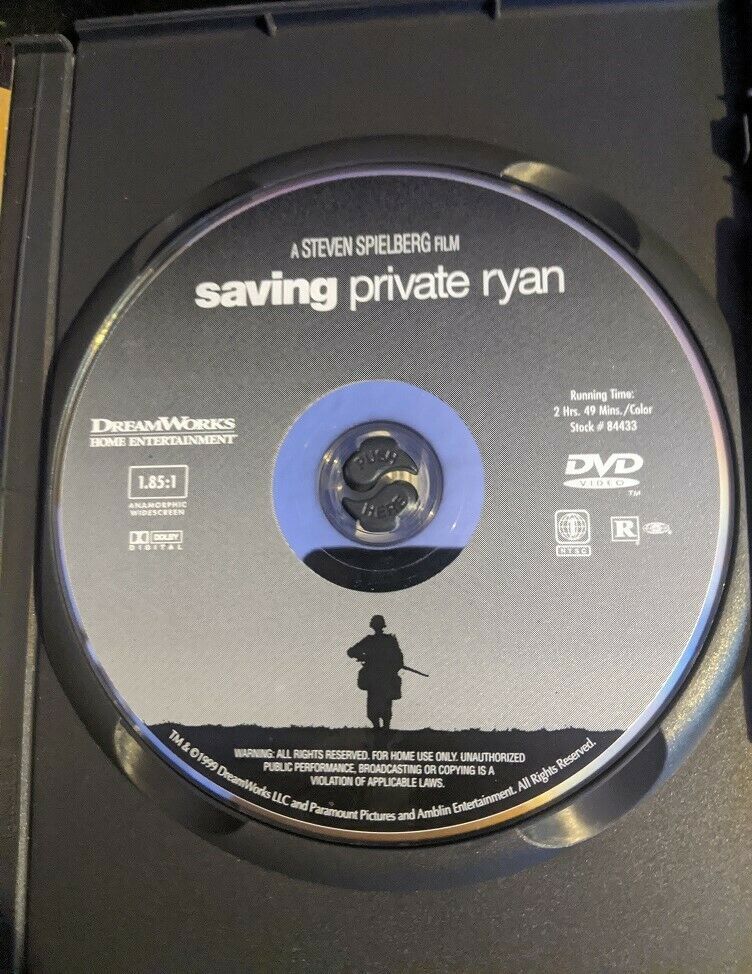 A STEVEN SPIELBERG FILM
saving private ryan
DREAMWORKS
HOME ENTERTAINMENT™
1.85:1
ANAMORPHIC
WIDESCREEN
DOLBY
DIGITAL
PUSH
HERE
Running Time:
2 Hrs. 49 Mins./Color
Stock # 84433
DVD
VIDEO
TM
NTSC
R
WARNING: ALL RIGHTS RESERVED. FOR HOME USE ONLY. UNAUTHORIZED
PUBLIC PERFORMANCE, BROADCASTING OR COPYING IS A
VIOLATION OF APPLICABLE LAWS.
TM & ©1999 DreamWorks LLC and Paramount Pictures and Amblin Entertainment. All Rights Reserved.